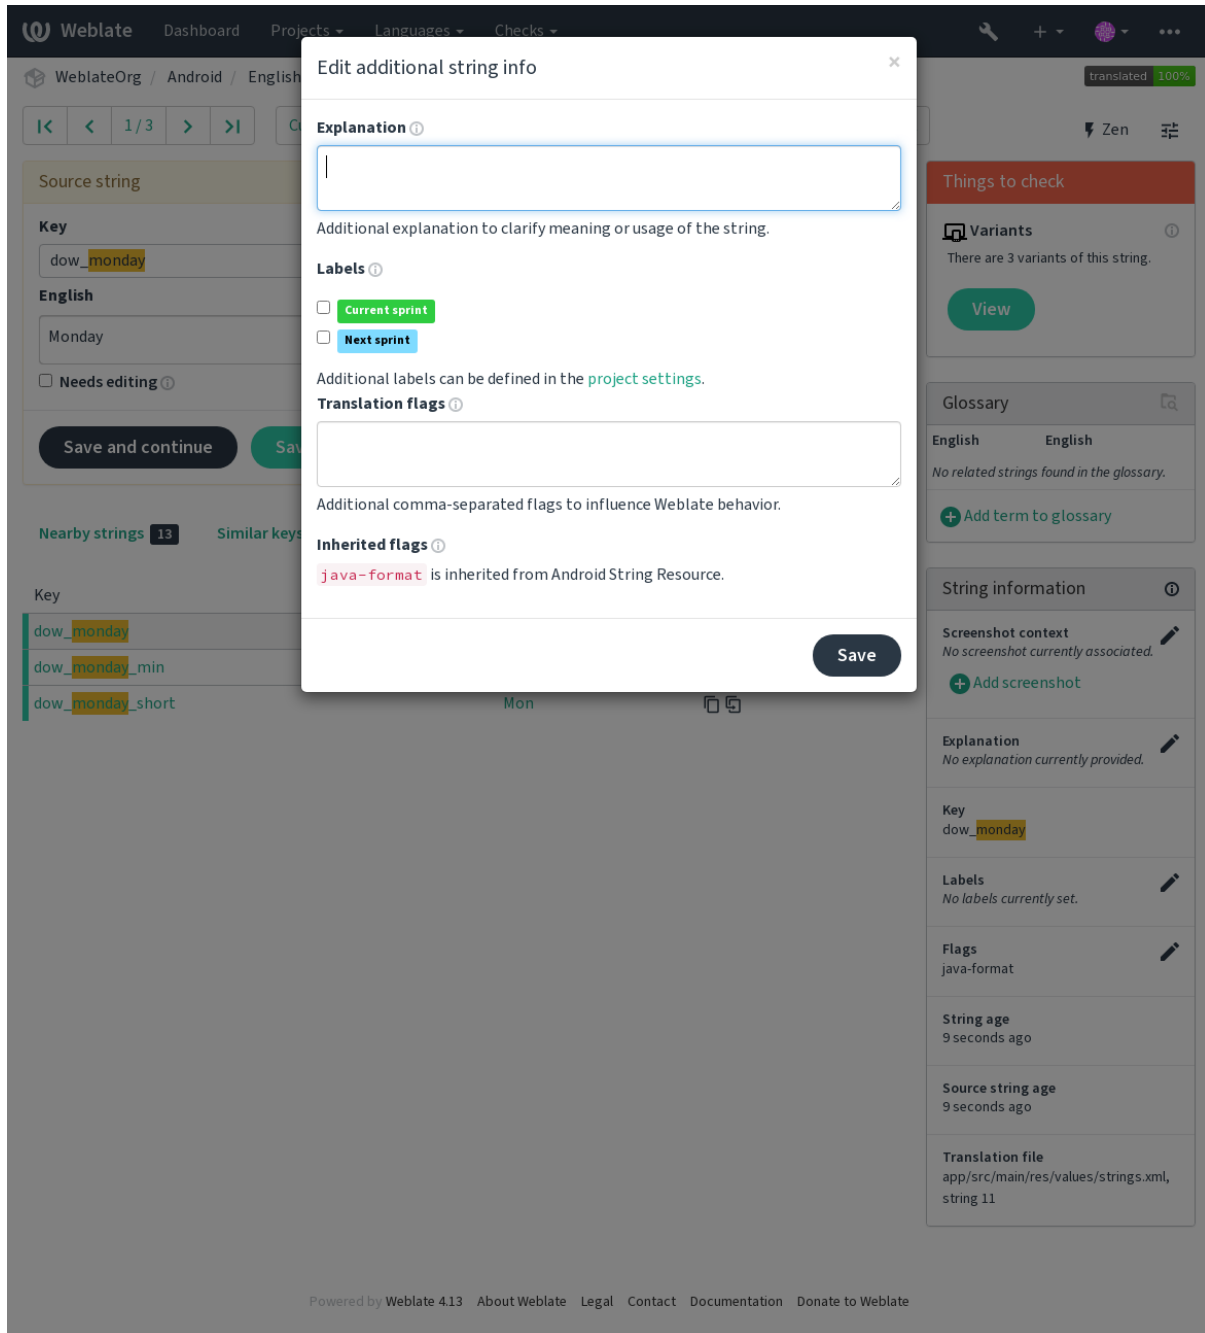 Weblate Dashboard Projects Languages Checks
WeblateOrg / Android / English
translated 100%
1 / 3
Zen
Edit additional string info
×
Explanation
Additional explanation to clarify meaning or usage of the string.
Labels
Current sprint
Next sprint
Additional labels can be defined in the project settings.
Translation flags
Additional comma-separated flags to influence Weblate behavior.
Inherited flags
java-format is inherited from Android String Resource.
Save
Source string
Key
dow_monday
English
Monday
Needs editing
Save and continue
Nearby strings 13 Similar keys
Key
dow_monday
dow_monday_min
dow_monday_short Mon
Things to check
Variants
There are 3 variants of this string.
View
Glossary
English English
No related strings found in the glossary.
Add term to glossary
String information
Screenshot context
No screenshot currently associated.
Add screenshot
Explanation
No explanation currently provided.
Key
dow_monday
Labels
No labels currently set.
Flags
java-format
String age
9 seconds ago
Source string age
9 seconds ago
Translation file
app/src/main/res/values/strings.xml,
string 11
Powered by Weblate 4.13 About Weblate Legal Contact Documentation Donate to Weblate